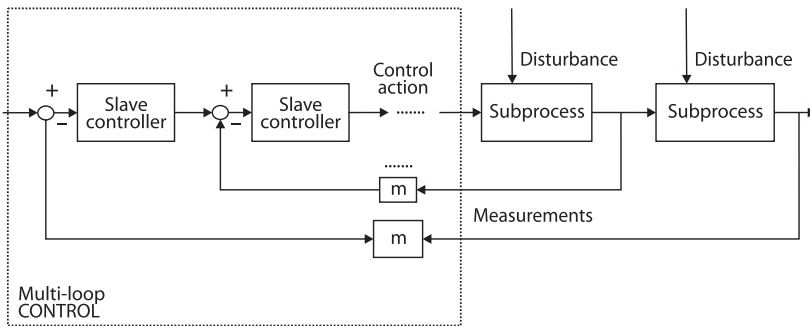 Disturbance
Disturbance
+
Slave
controller
−
+
Slave
controller
−
Control
action
.......
Subprocess
Subprocess
.......
m
Measurements
m
Multi-loop
CONTROL